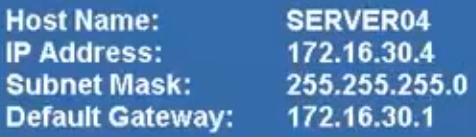 Host Name: SERVER04
IP Address: 172.16.30.4
Subnet Mask: 255.255.255.0
Default Gateway: 172.16.30.1